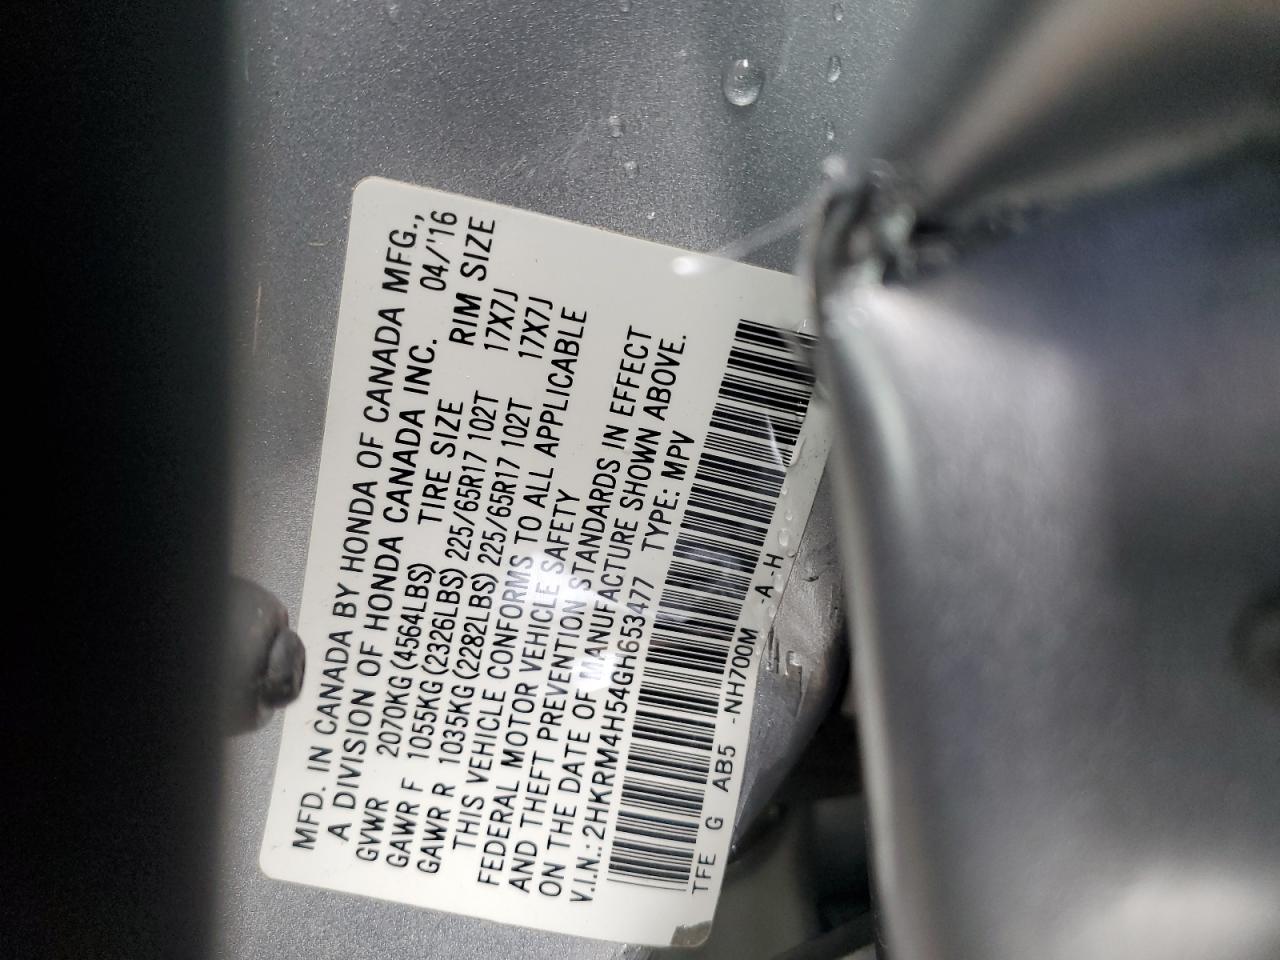 MFD. IN CANADA BY HONDA OF CANADA MFG.,
A DIVISION OF HONDA CANADA INC. 04/'16
GVWR 2070KG(4564LBS) TIRE SIZE RIM SIZE
GAWR F 1055KG(2326LBS) 225/65R17 102T 17X7J
GAWR R 1035KG(2282LBS) 225/65R17 102T 17X7J
THIS VEHICLE CONFORMS TO ALL APPLICABLE
FEDERAL MOTOR VEHICLE SAFETY
AND THEFT PREVENTION STANDARDS IN EFFECT
ON THE DATE OF MANUFACTURE SHOWN ABOVE.
V.I.N.:2HKRM4H54GH653477 TYPE: MPV
TFE G AB5 -NH700M -A-H